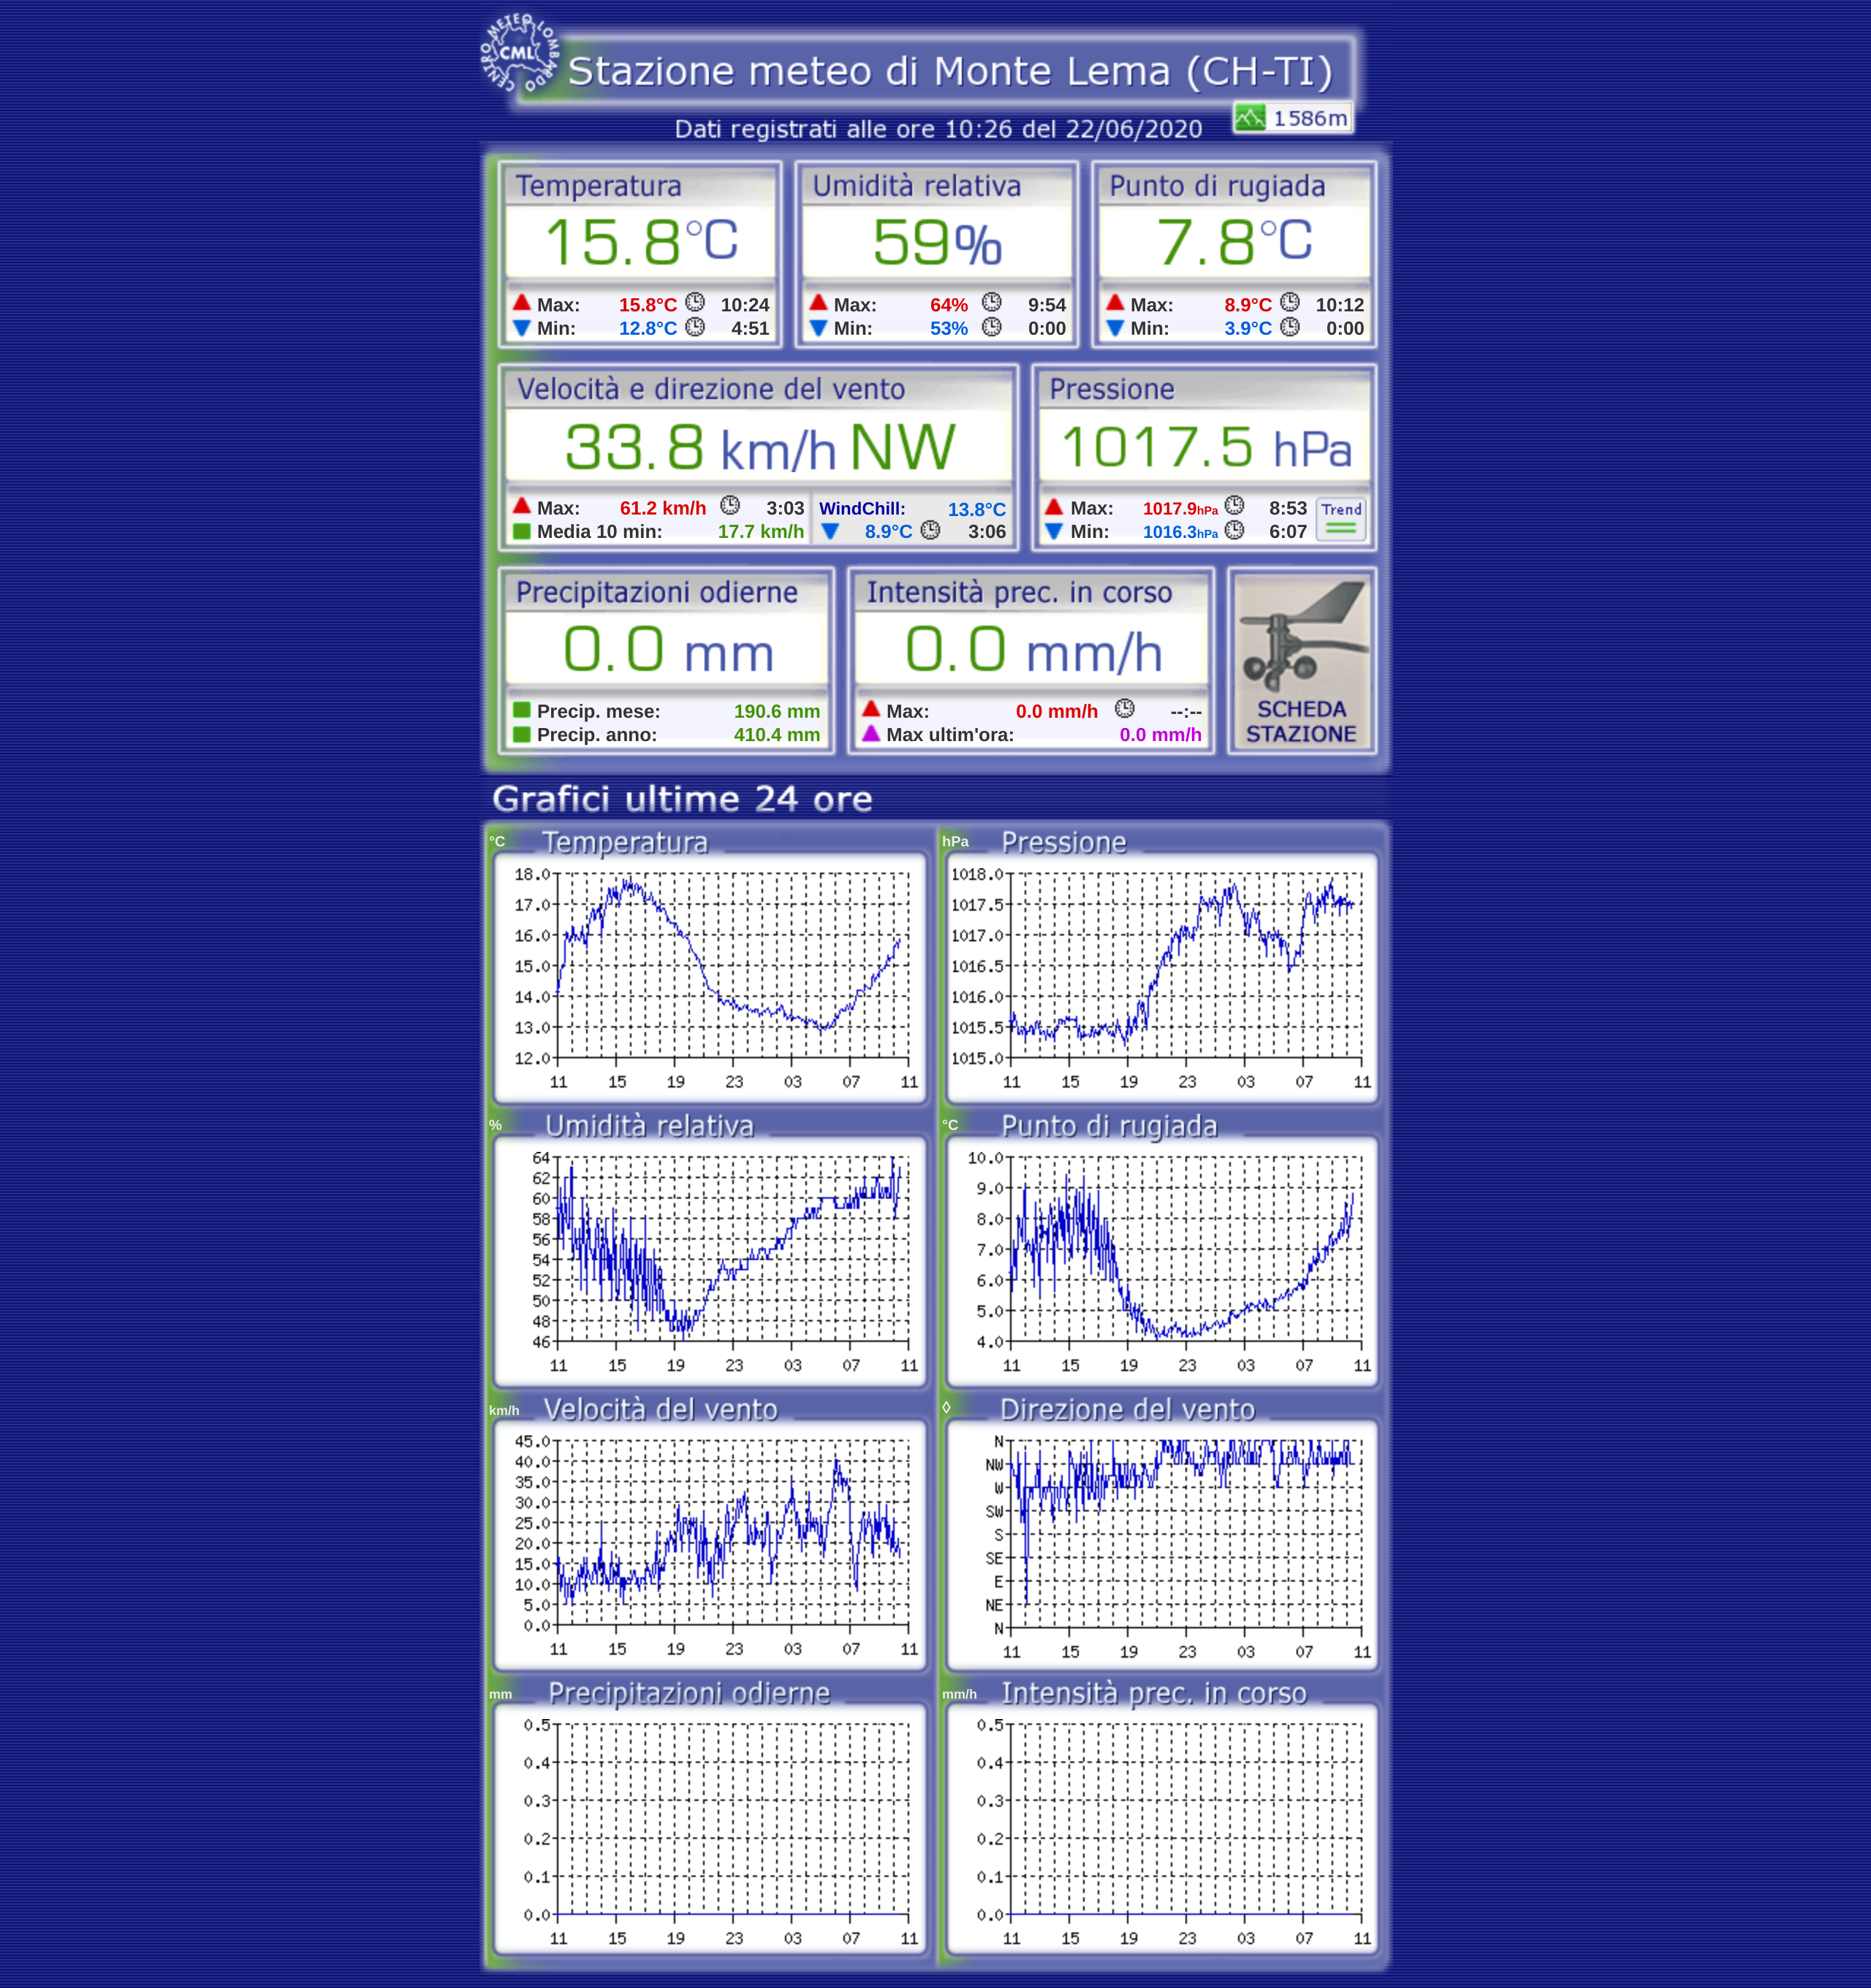 CENTRO METEO LOMBARDO
CML
Stazione meteo di Monte Lema (CH-TI)
1586m
Dati registrati alle ore 10:26 del 22/06/2020
Temperatura
15.8°C
Max: 15.8°C 10:24
Min: 12.8°C 4:51
Umidità relativa
59%
Max: 64% 9:54
Min: 53% 0:00
Punto di rugiada
7.8°C
Max: 8.9°C 10:12
Min: 3.9°C 0:00
Velocità e direzione del vento
33.8 km/h NW
Max: 61.2 km/h 3:03
Media 10 min: 17.7 km/h
WindChill: 13.8°C
8.9°C 3:06
Pressione
1017.5 hPa
Max: 1017.9hPa 8:53
Min: 1016.3hPa 6:07
Trend
Precipitazioni odierne
0.0 mm
Precip. mese: 190.6 mm
Precip. anno: 410.4 mm
Intensità prec. in corso
0.0 mm/h
Max: 0.0 mm/h --:--
Max ultim'ora: 0.0 mm/h
SCHEDA
STAZIONE
Grafici ultime 24 ore
°C Temperatura
18.0
17.0
16.0
15.0
14.0
13.0
12.0
11 15 19 23 03 07 11
hPa Pressione
1018.0
1017.5
1017.0
1016.5
1016.0
1015.5
1015.0
11 15 19 23 03 07 11
% Umidità relativa
64
62
60
58
56
54
52
50
48
46
11 15 19 23 03 07 11
°C Punto di rugiada
10.0
9.0
8.0
7.0
6.0
5.0
4.0
11 15 19 23 03 07 11
km/h Velocità del vento
45.0
40.0
35.0
30.0
25.0
20.0
15.0
10.0
5.0
0.0
11 15 19 23 03 07 11
◊ Direzione del vento
N
NW
W
SW
S
SE
E
NE
N
11 15 19 23 03 07 11
mm Precipitazioni odierne
0.5
0.4
0.3
0.2
0.1
0.0
11 15 19 23 03 07 11
mm/h Intensità prec. in corso
0.5
0.4
0.3
0.2
0.1
0.0
11 15 19 23 03 07 11